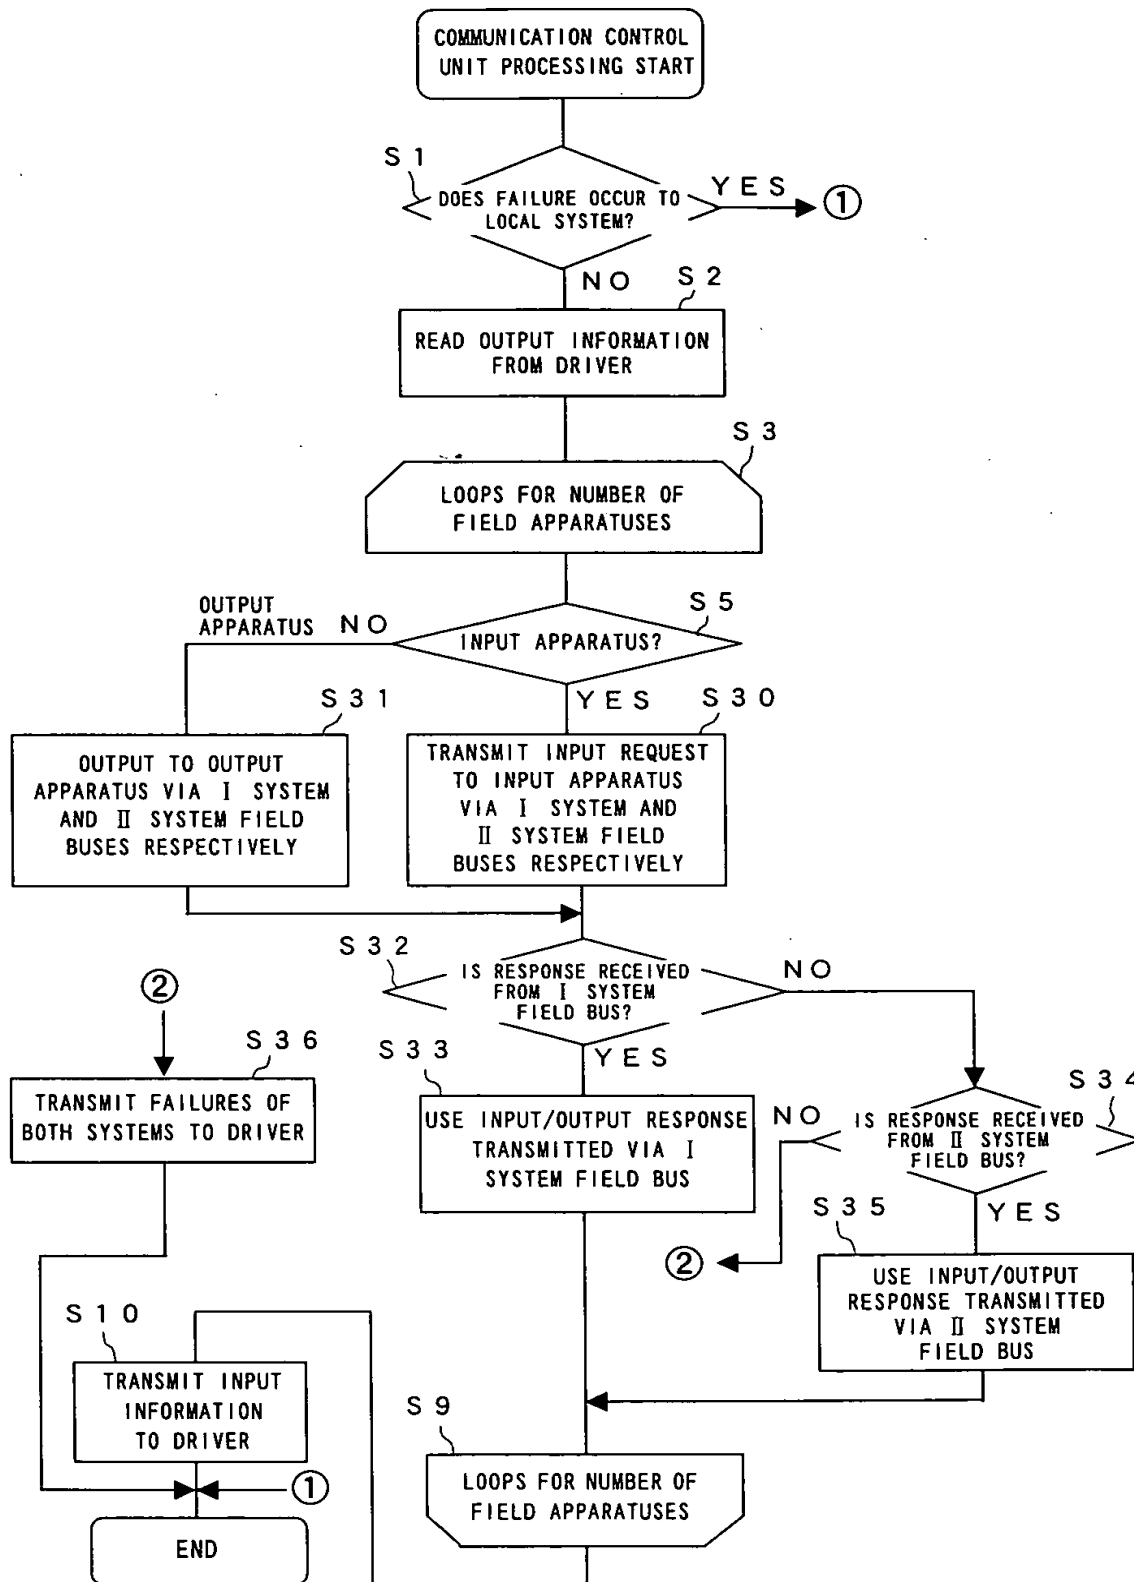 COMMUNICATION CONTROL
UNIT PROCESSING START
S1
DOES FAILURE OCCUR TO
LOCAL SYSTEM?
YES
①
NO
S2
READ OUTPUT INFORMATION
FROM DRIVER
S3
LOOPS FOR NUMBER OF
FIELD APPARATUSES
S5
INPUT APPARATUS?
OUTPUT
APPARATUS
NO
YES
S31
OUTPUT TO OUTPUT
APPARATUS VIA Ⅰ SYSTEM
AND Ⅱ SYSTEM FIELD
BUSES RESPECTIVELY
S30
TRANSMIT INPUT REQUEST
TO INPUT APPARATUS
VIA Ⅰ SYSTEM AND
Ⅱ SYSTEM FIELD
BUSES RESPECTIVELY
S32
IS RESPONSE RECEIVED
FROM Ⅰ SYSTEM
FIELD BUS?
NO
YES
S33
USE INPUT/OUTPUT RESPONSE
TRANSMITTED VIA Ⅰ
SYSTEM FIELD BUS
S34
IS RESPONSE RECEIVED
FROM Ⅱ SYSTEM
FIELD BUS?
NO
②
YES
S35
USE INPUT/OUTPUT
RESPONSE TRANSMITTED
VIA Ⅱ SYSTEM
FIELD BUS
②
S36
TRANSMIT FAILURES OF
BOTH SYSTEMS TO DRIVER
S9
LOOPS FOR NUMBER OF
FIELD APPARATUSES
S10
TRANSMIT INPUT
INFORMATION
TO DRIVER
①
END